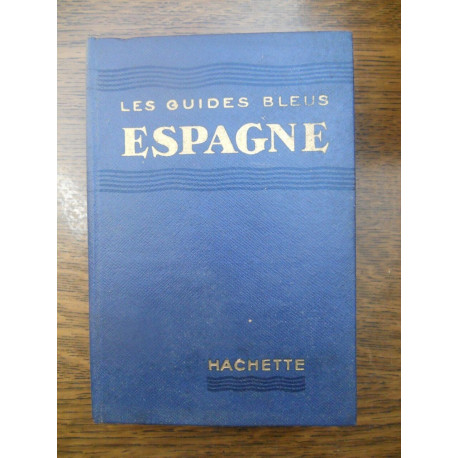 LES GUIDES BLEUS
ESPAGNE
HACHETTE